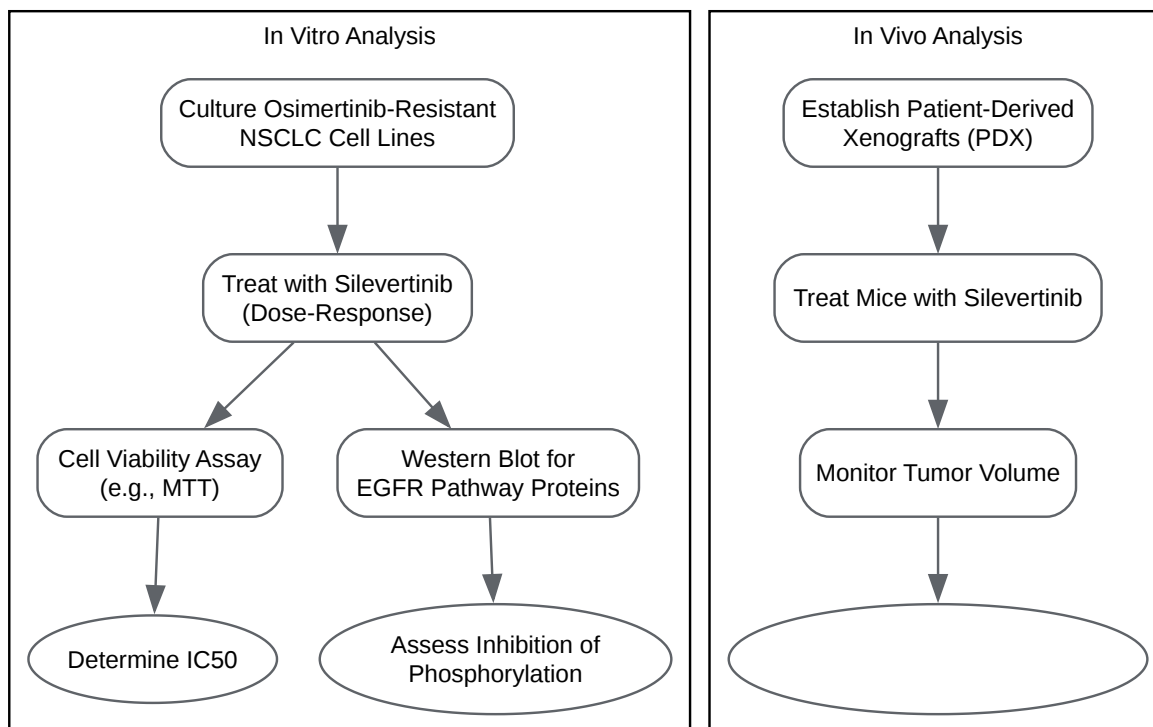 In Vitro Analysis
Culture Osimertinib-Resistant
NSCLC Cell Lines
Treat with Silevertinib
(Dose-Response)
Cell Viability Assay
(e.g., MTT)
Western Blot for
EGFR Pathway Proteins
Determine IC50
Assess Inhibition of
Phosphorylation
In Vivo Analysis
Establish Patient-Derived
Xenografts (PDX)
Treat Mice with Silevertinib
Monitor Tumor Volume